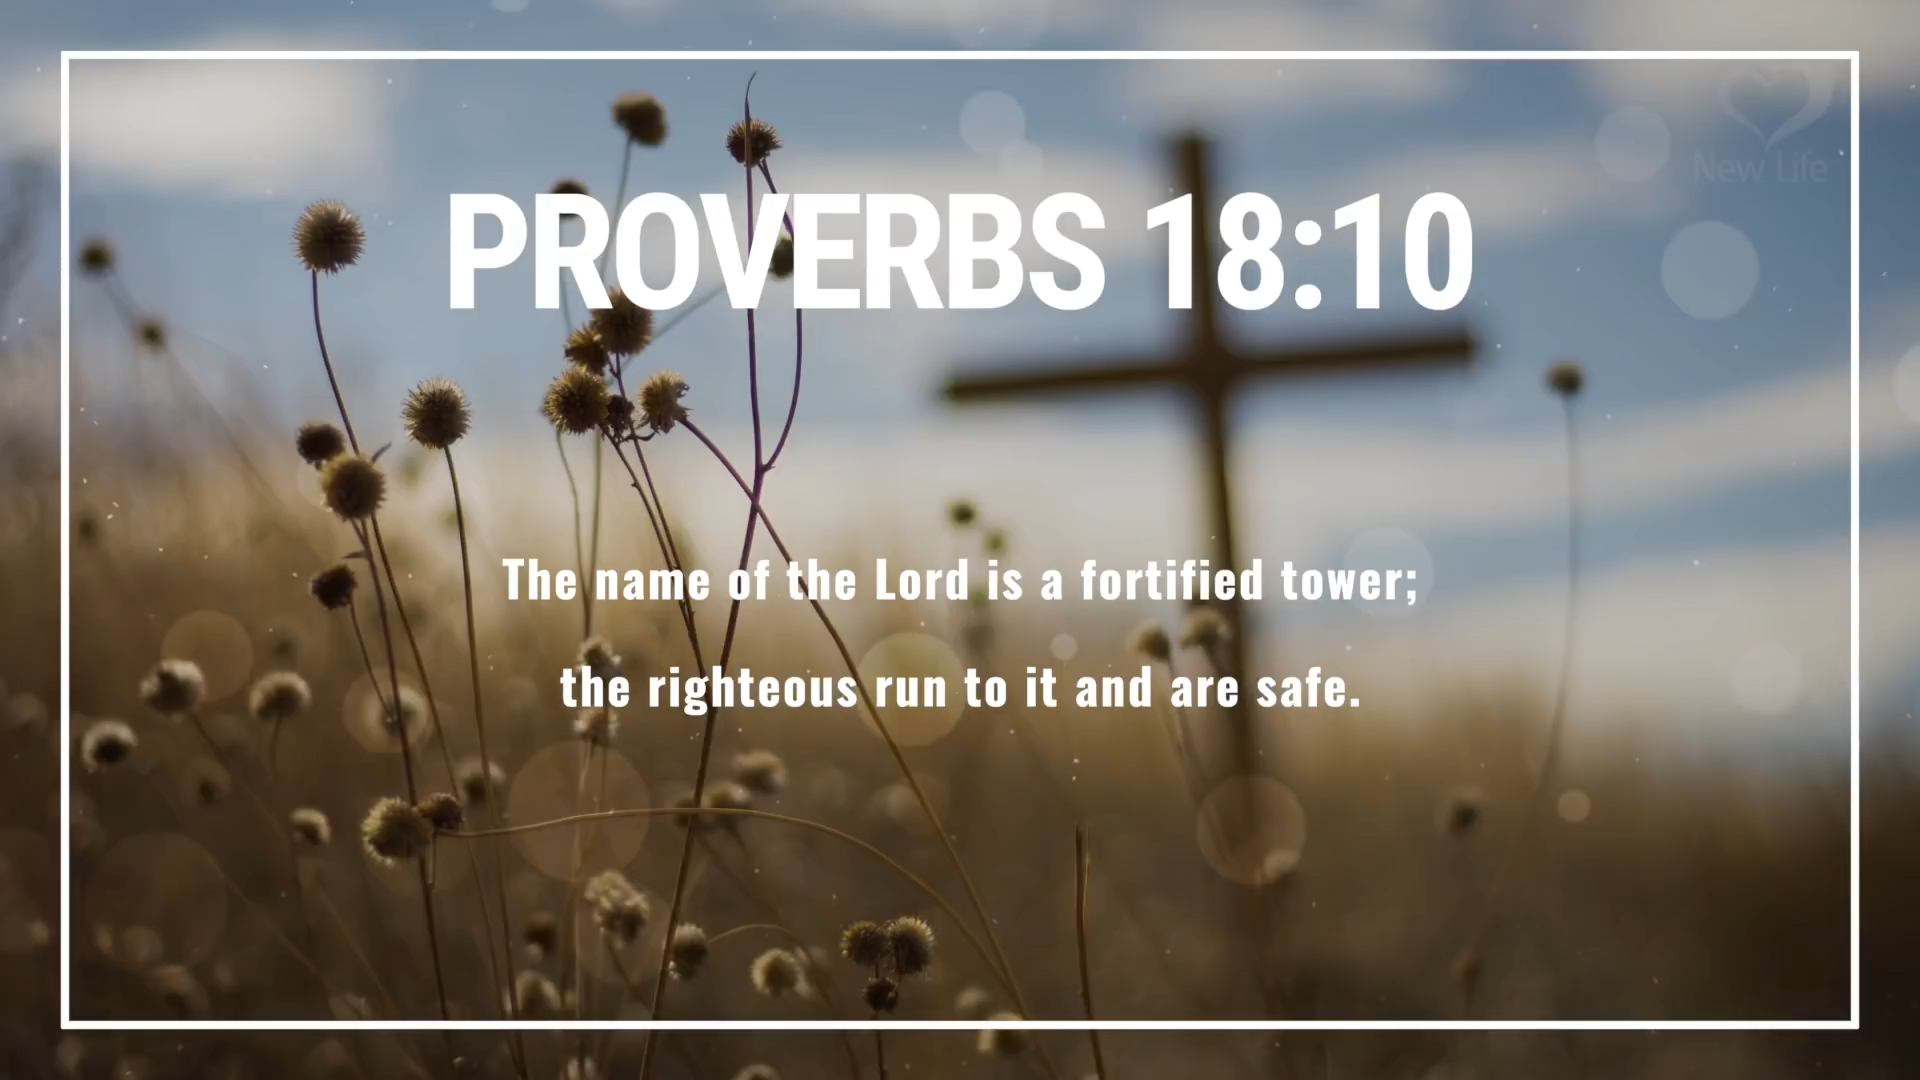 New Life
PROVERBS 18:10
The name of the Lord is a fortified tower;
the righteous run to it and are safe.